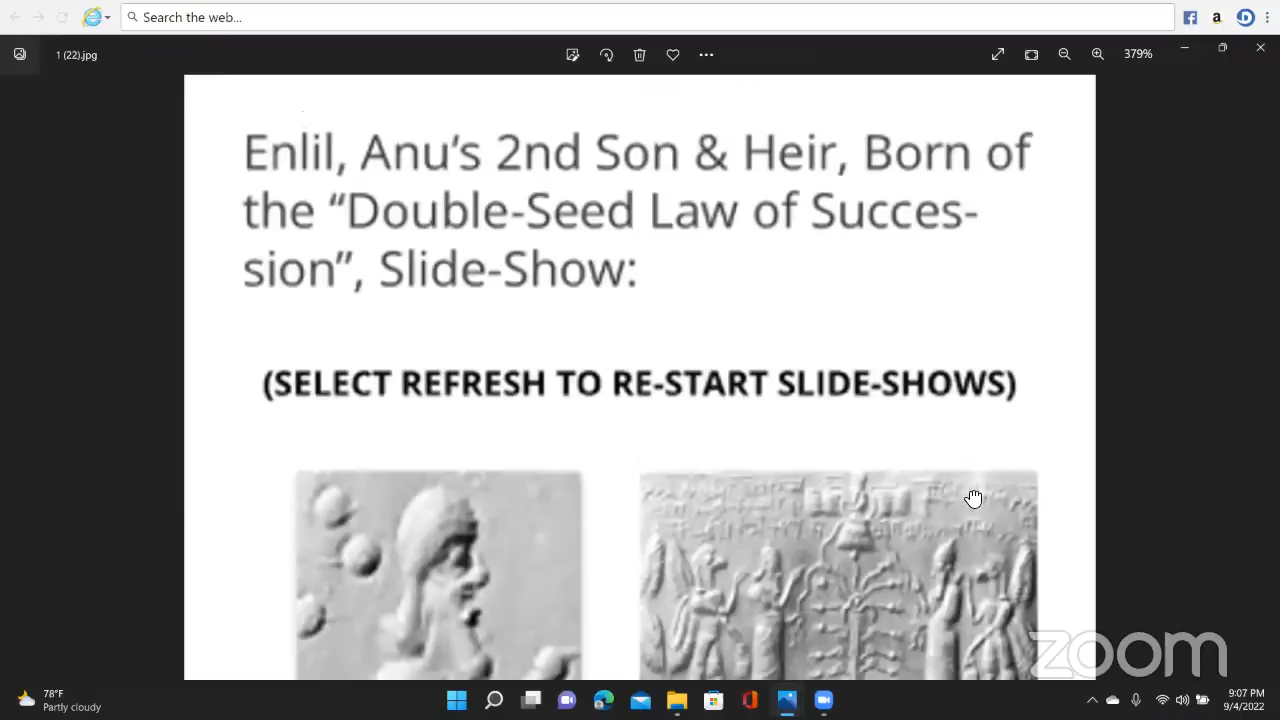 Search the web...
1 (22).jpg
379%
Enlil, Anu’s 2nd Son & Heir, Born of
the “Double-Seed Law of Succes-
sion”, Slide-Show:
(SELECT REFRESH TO RE-START SLIDE-SHOWS)
zoom
78°F
Partly cloudy
9:07 PM
9/4/2022